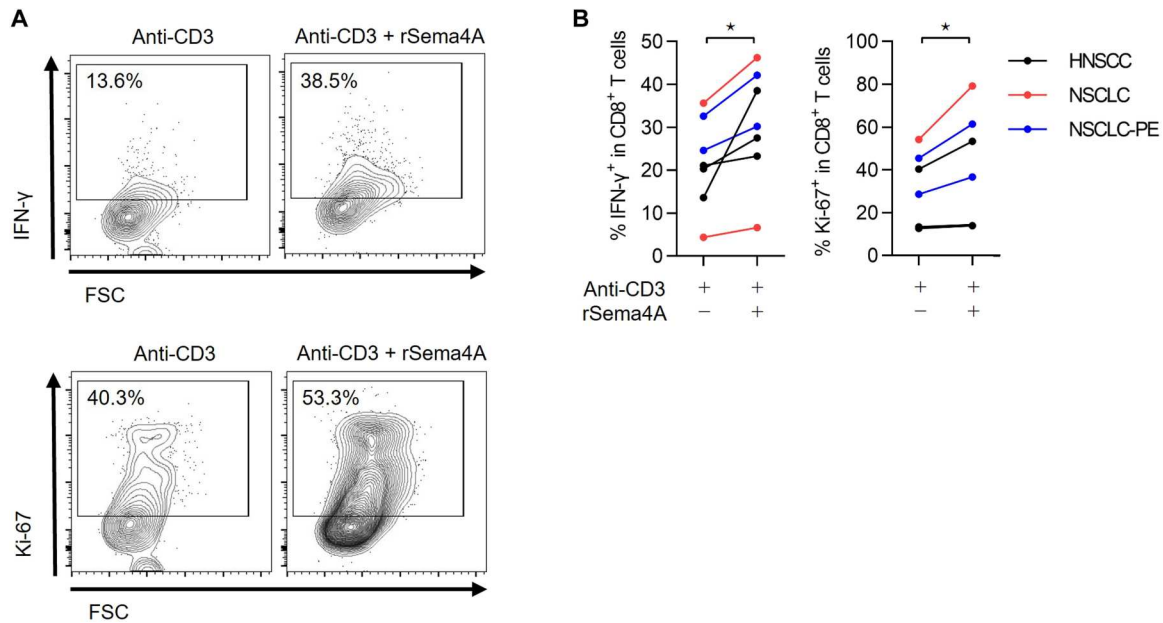 A
Anti-CD3
Anti-CD3 + rSema4A
13.6%
38.5%
IFN-γ
FSC
Anti-CD3
Anti-CD3 + rSema4A
40.3%
53.3%
Ki-67
FSC
B
% IFN-γ⁺ in CD8⁺ T cells
50
40
30
20
10
0
⋆
% Ki-67⁺ in CD8⁺ T cells
100
80
60
40
20
0
⋆
HNSCC
NSCLC
NSCLC-PE
Anti-CD3 + + + +
rSema4A − + − +